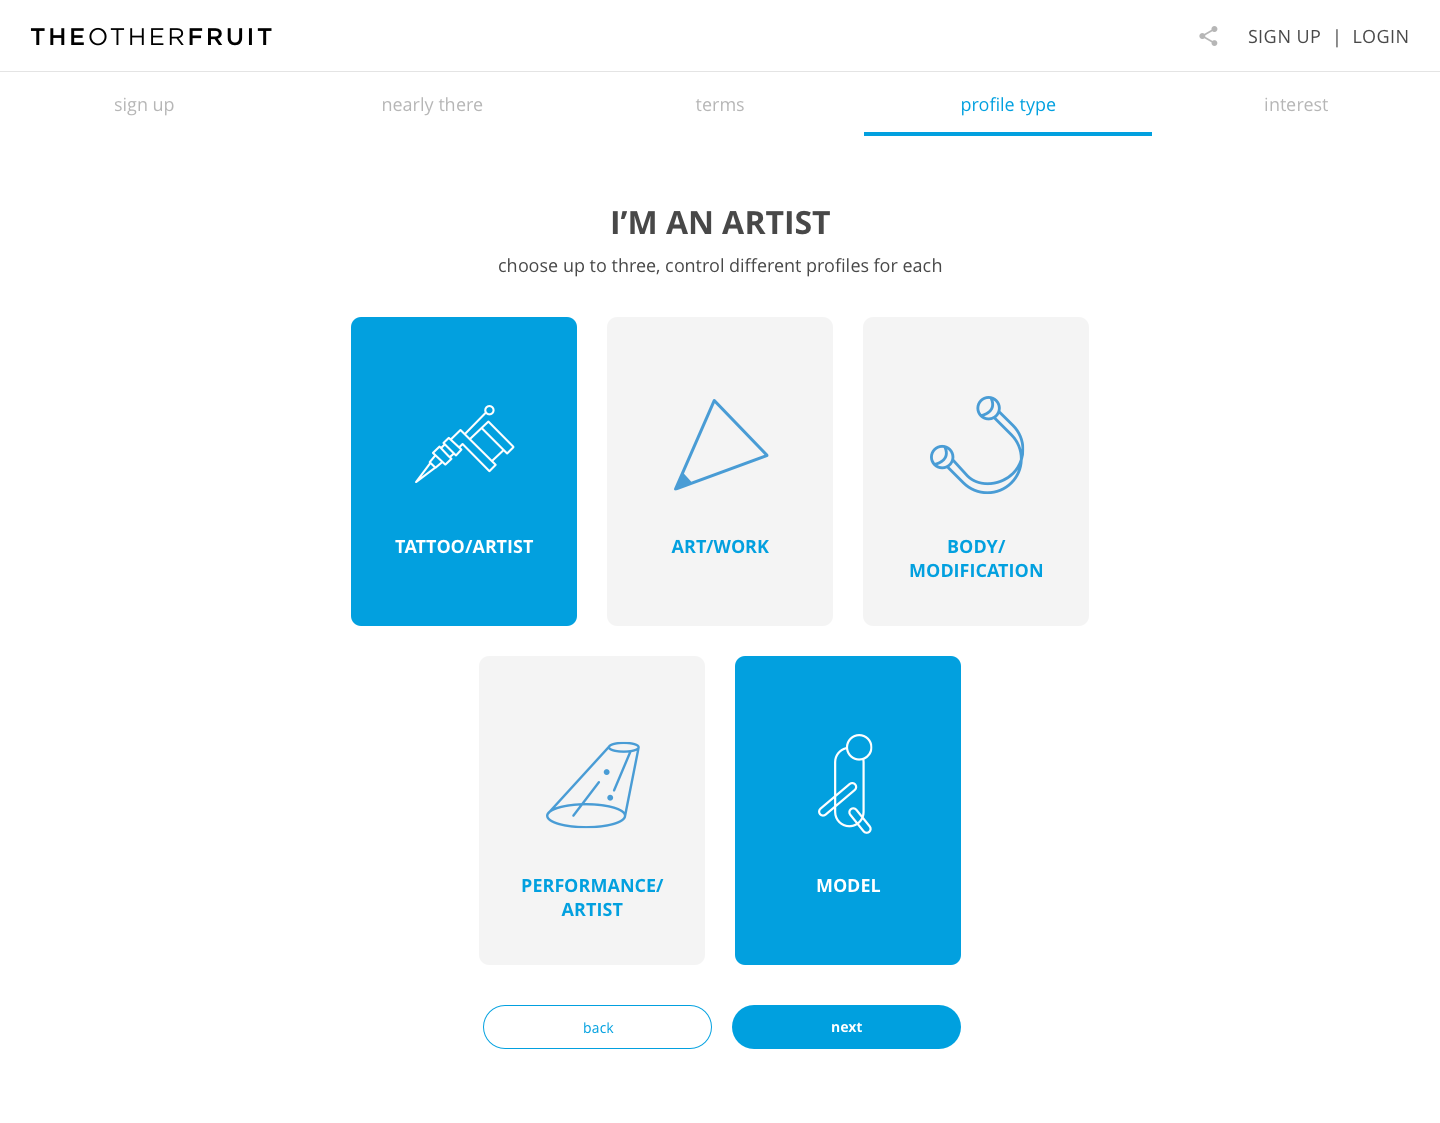 THEOTHERFRUIT
SIGN UP | LOGIN
sign up
nearly there
terms
profile type
interest
I’M AN ARTIST
choose up to three, control different profiles for each
TATTOO/ARTIST
ART/WORK
BODY/
MODIFICATION
PERFORMANCE/
ARTIST
MODEL
back
next